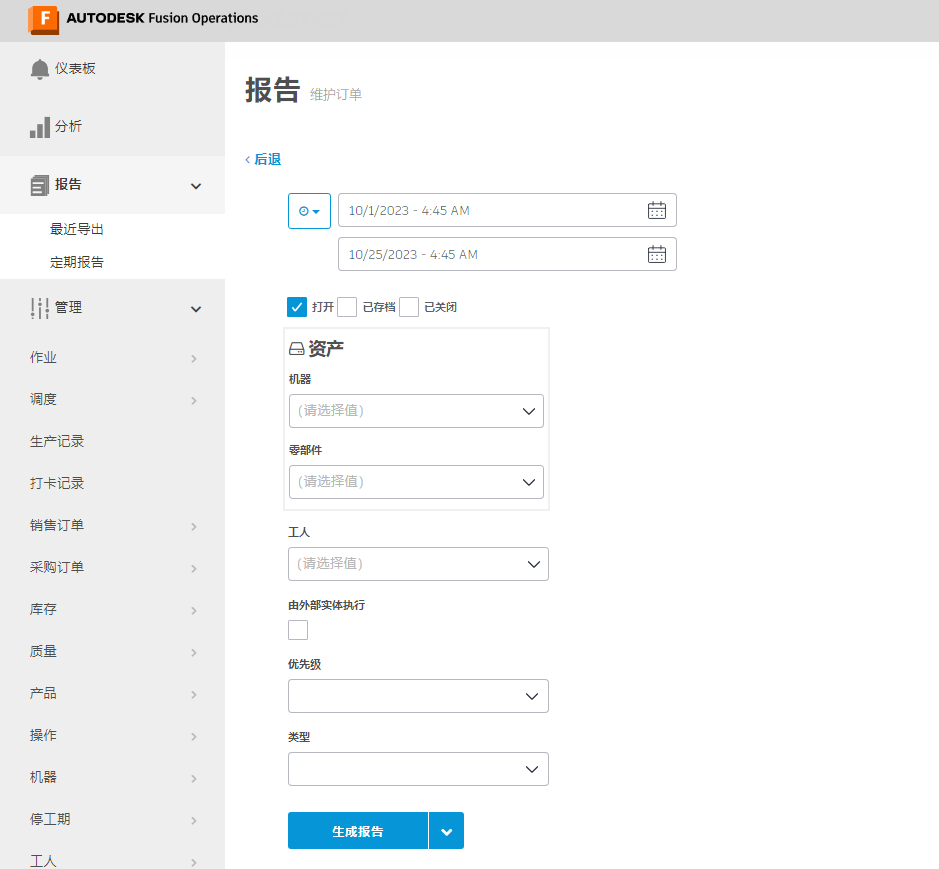 AUTODESK Fusion Operations
仪表板
分析
报告
最近导出
定期报告
管理
作业
调度
生产记录
打卡记录
销售订单
采购订单
库存
质量
产品
操作
机器
停工期
工人
报告 维护订单
后退
10/1/2023 - 4:45 AM
10/25/2023 - 4:45 AM
打开 已存档 已关闭
资产
机器
(请选择值)
零部件
(请选择值)
工人
(请选择值)
由外部实体执行
优先级
类型
生成报告